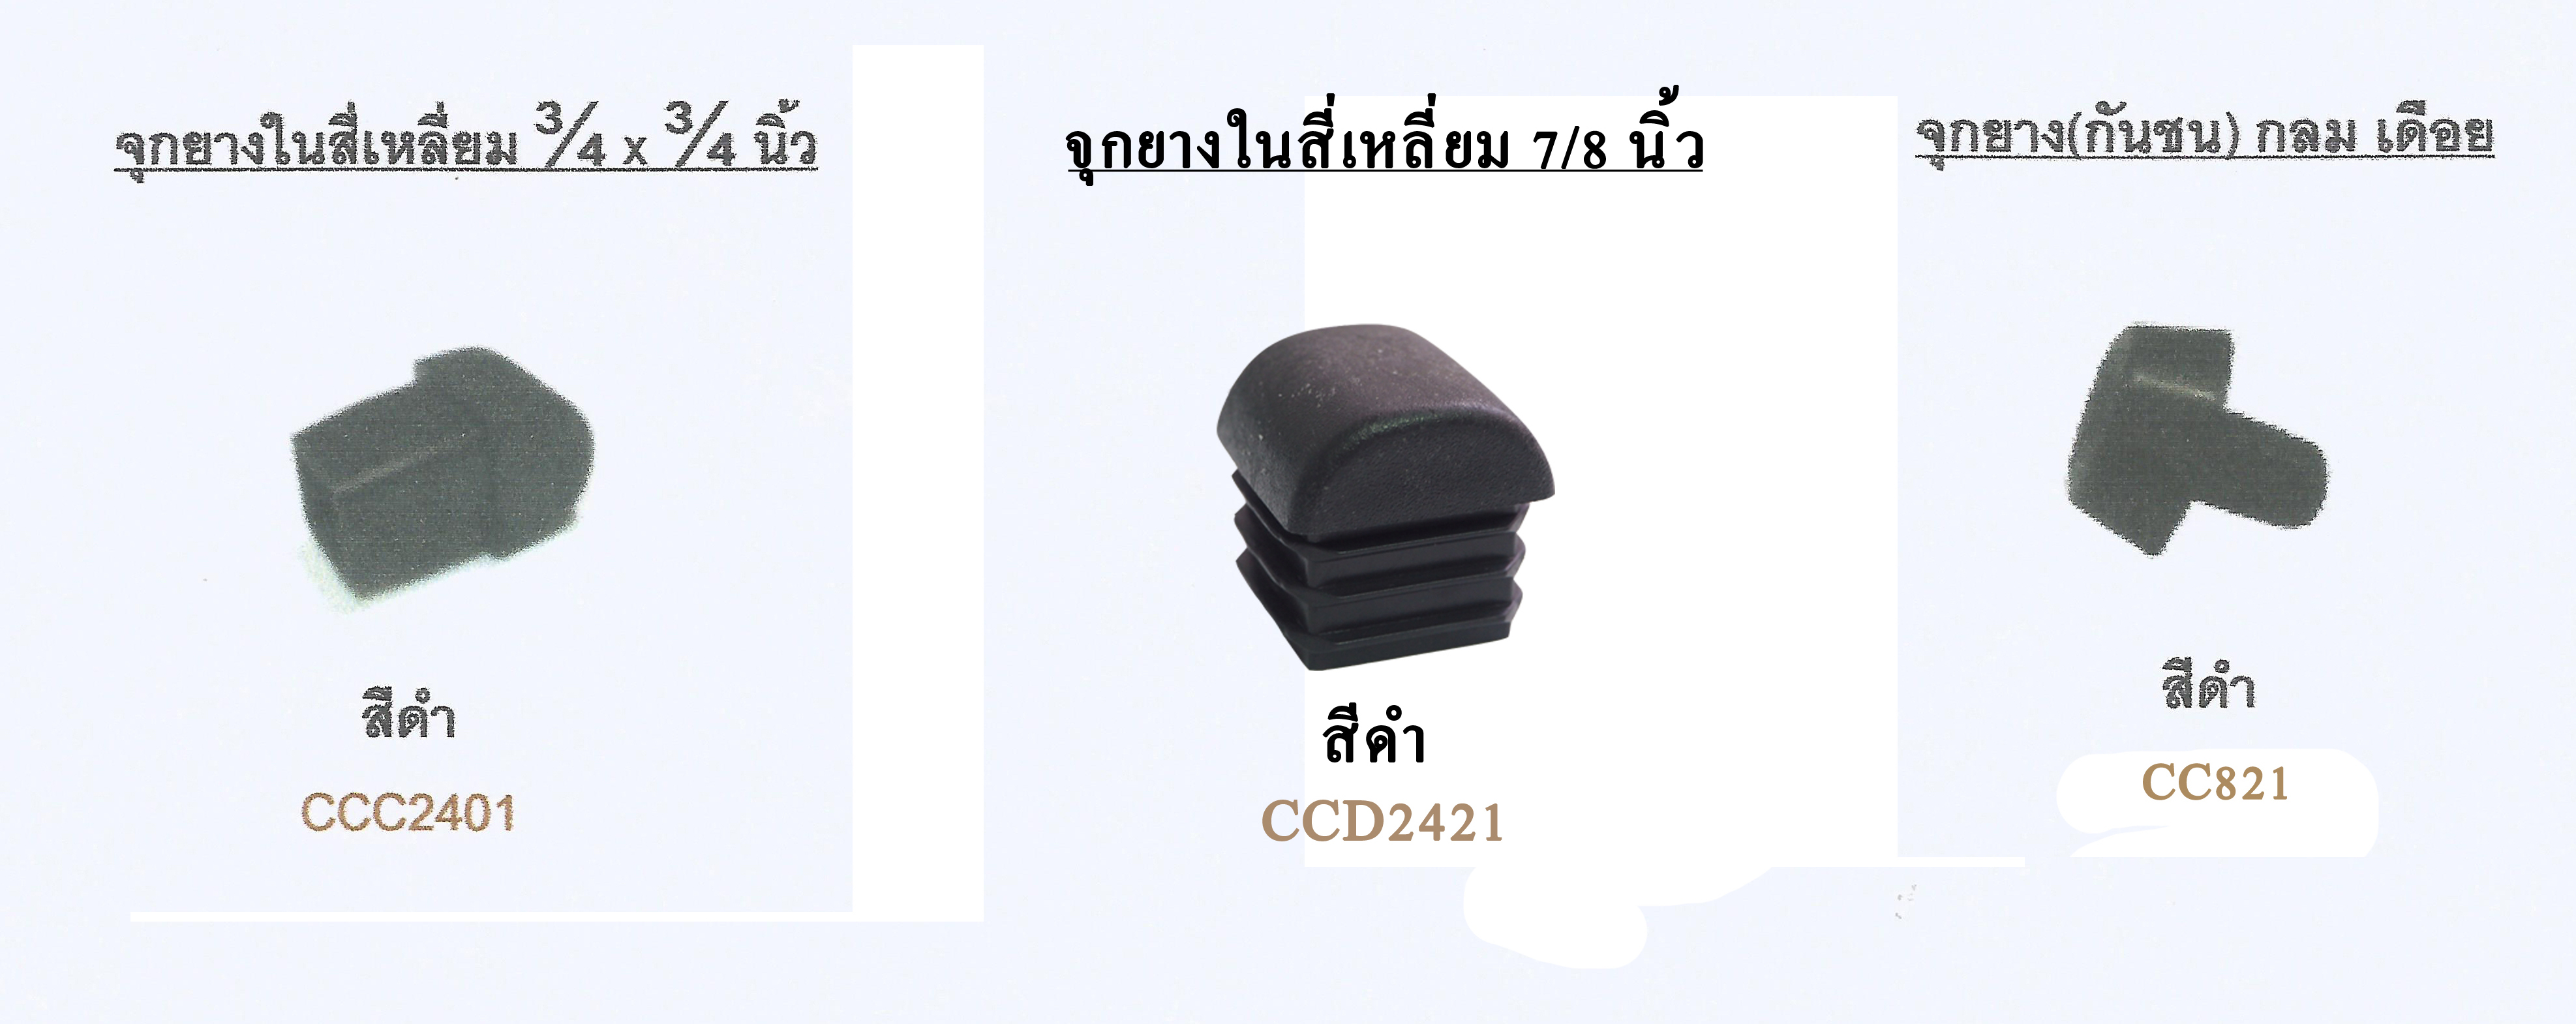 จุกยางในสี่เหลี่ยม 3/4 x 3/4 นิ้ว
สีดำ
CCC2401
จุกยางในสี่เหลี่ยม 7/8 นิ้ว
สีดำ
CCD2421
จุกยาง(กันชน) กลม เดือย
สีดำ
CC821